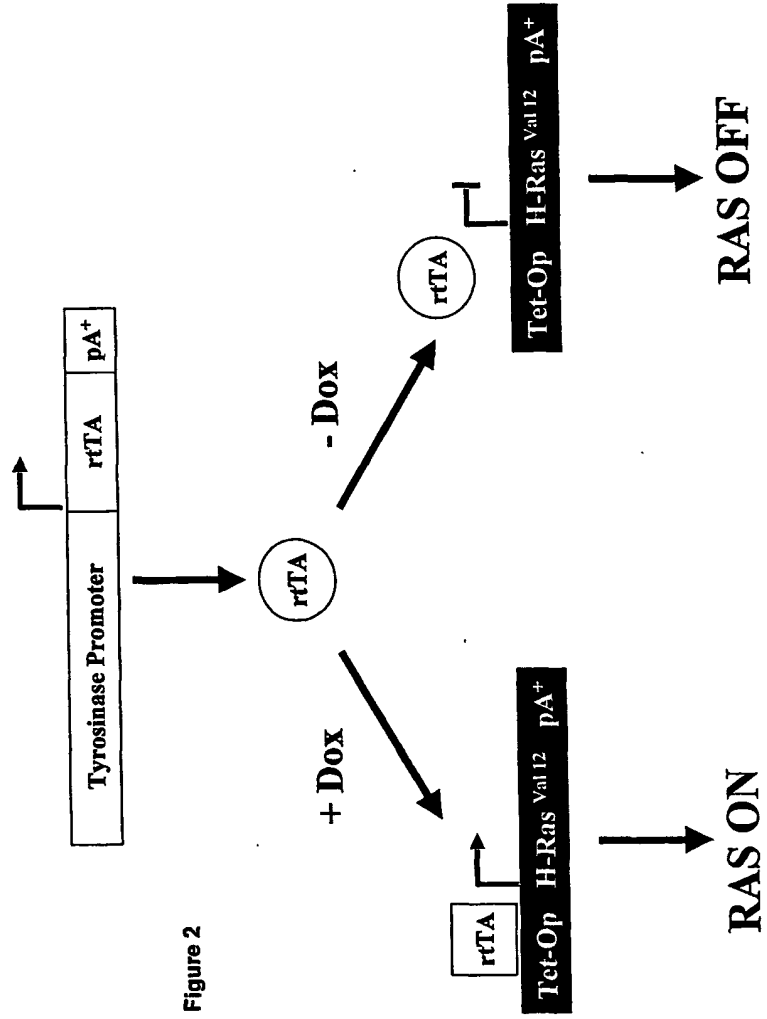 Figure 2
Tyrosinase Promoter rtTA pA+
rtTA
+ Dox
- Dox
rtTA
rtTA
Tet-Op H-Ras Val 12 pA+
Tet-Op H-Ras Val 12 pA+
RAS ON
RAS OFF